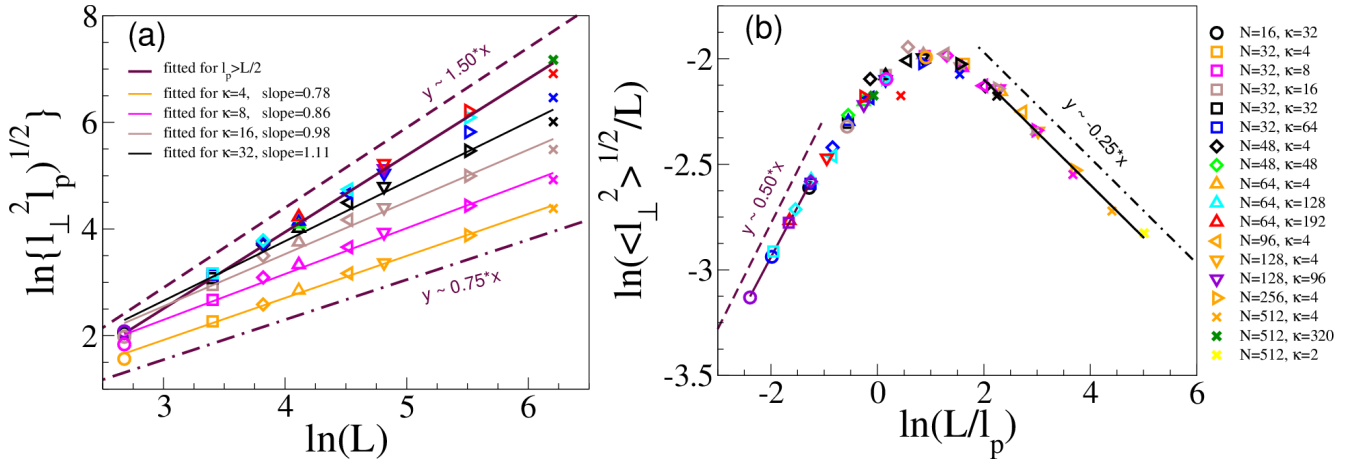 (a)
ln{l⊥²l_p)^1/2}
8
6
4
2
fitted for l_p>L/2
fitted for κ=4, slope=0.78
fitted for κ=8, slope=0.86
fitted for κ=16, slope=0.98
fitted for κ=32, slope=1.11
y ~ 1.50*x
y ~ 0.75*x
3
4
5
6
ln(L)
(b)
ln(<l⊥²>^1/2/L)
-2
-2.5
-3
-3.5
y ~ 0.50*x
y ~ -0.25*x
-2
0
2
4
6
ln(L/l_p)
N=16, κ=32
N=32, κ=4
N=32, κ=8
N=32, κ=16
N=32, κ=32
N=32, κ=64
N=48, κ=4
N=48, κ=48
N=64, κ=4
N=64, κ=128
N=64, κ=192
N=96, κ=4
N=128, κ=4
N=128, κ=96
N=256, κ=4
N=512, κ=4
N=512, κ=320
N=512, κ=2